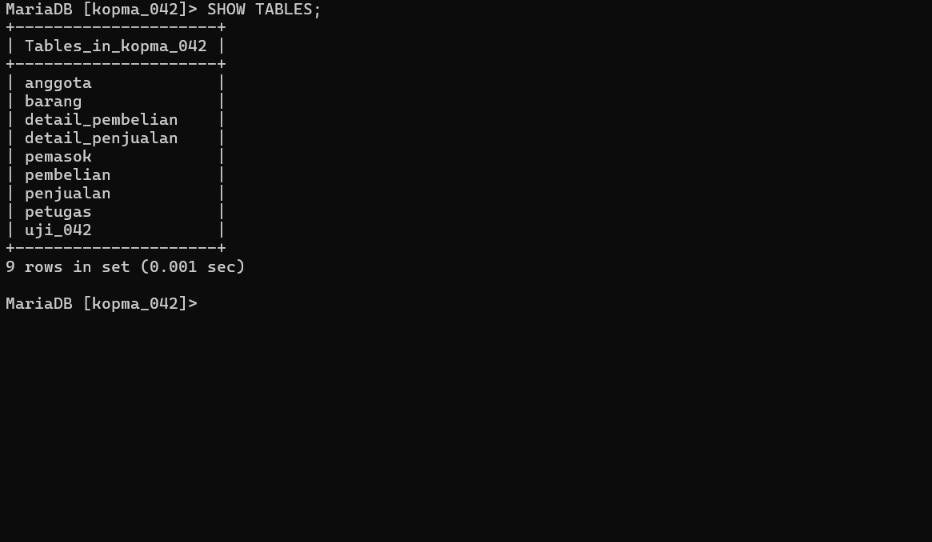 MariaDB [kopma_042]> SHOW TABLES;
+---------------------+
| Tables_in_kopma_042 |
+---------------------+
| anggota             |
| barang              |
| detail_pembelian    |
| detail_penjualan    |
| pemasok             |
| pembelian           |
| penjualan           |
| petugas             |
| uji_042             |
+---------------------+
9 rows in set (0.001 sec)
MariaDB [kopma_042]>